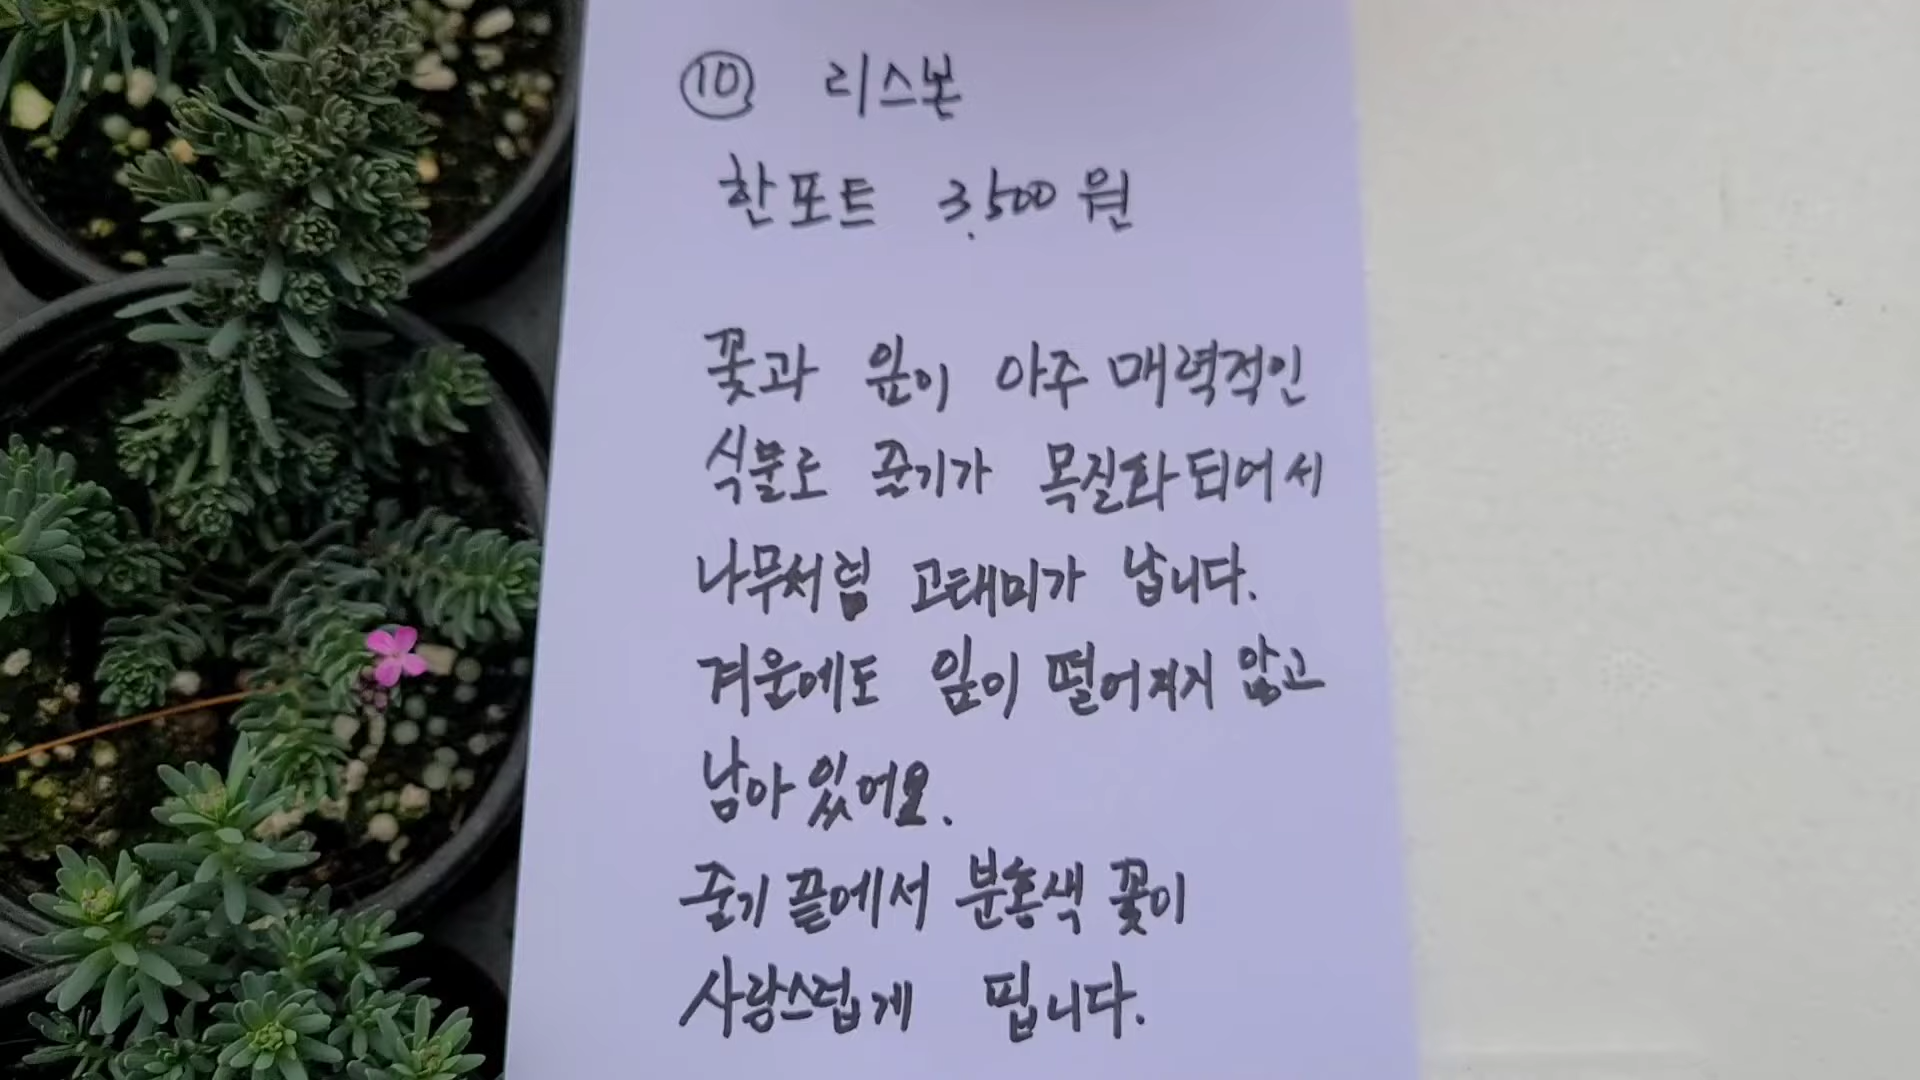 ⑩ 리스본
한포트 3,500원
꽃과 잎이 아주 매력적인
식물로 줄기가 목질화되어서
나무처럼 고태미가 납니다.
겨울에도 잎이 떨어지지 않고
남아있어요.
줄기 끝에서 분홍색 꽃이
사랑스럽게 핍니다.